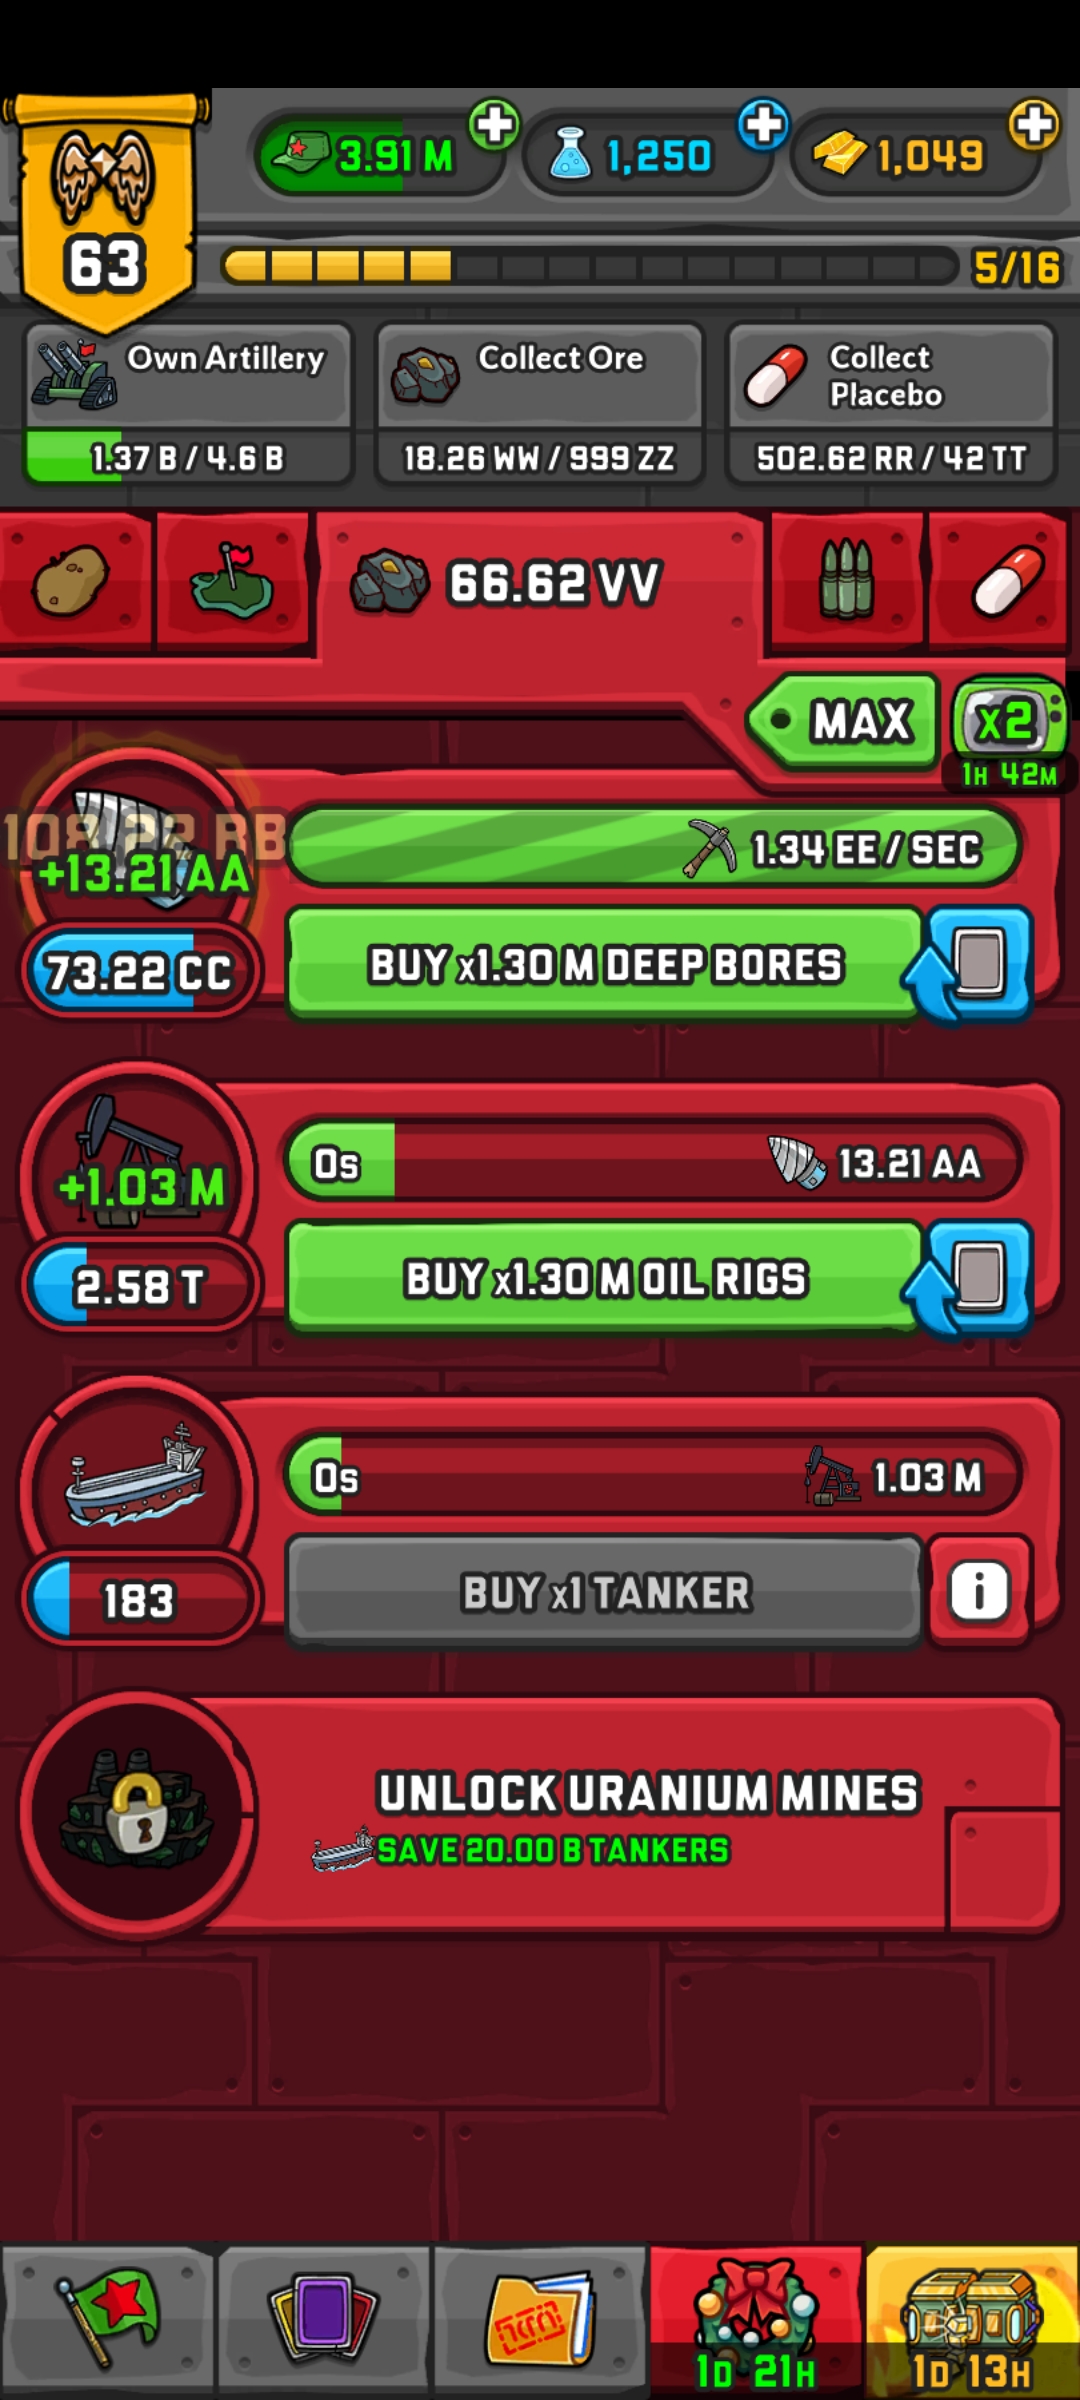 3.91 M
1,250
1,049
63
5/16
Own Artillery
1.37 B / 4.6 B
Collect Ore
18.26 WW / 999 ZZ
Collect
Placebo
502.62 RR / 42 TT
66.62 VV
MAX
x2
1H 42M
108.22 BB
+13.21 AA
1.34 EE / SEC
73.22 CC
BUY x1.30 M DEEP BORES
+1.03 M
0s
13.21 AA
2.58 T
BUY x1.30 M OIL RIGS
0s
1.03 M
183
BUY x1 TANKER
i
UNLOCK URANIUM MINES
SAVE 20.00 B TANKERS
1D 21H
1D 13H